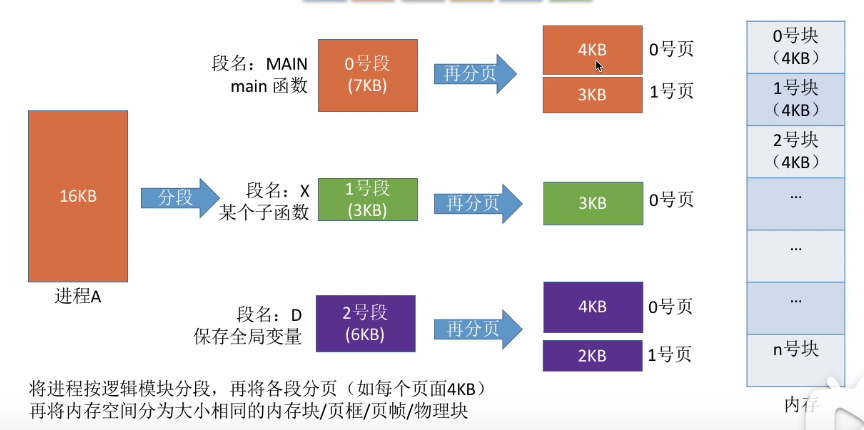 段名：MAIN
main 函数
0号段
(7KB)
再分页
4KB
0号页
3KB
1号页
16KB
进程A
分段
段名：X
某个子函数
1号段
(3KB)
再分页
3KB
0号页
段名：D
保存全局变量
2号段
(6KB)
再分页
4KB
0号页
2KB
1号页
0号块
（4KB）
1号块
（4KB）
2号块
（4KB）
...
...
...
n号块
内存
将进程按逻辑模块分段，再将各段分页（如每个页面4KB）
再将内存空间分为大小相同的内存块/页框/页帧/物理块